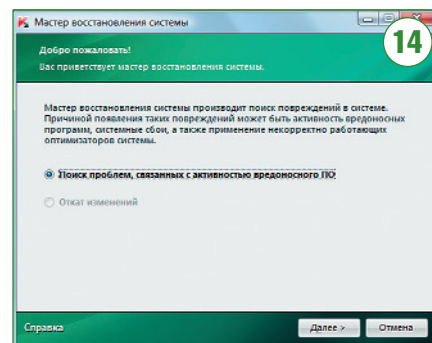 Мастер восстановления системы
14
Добро пожаловать!
Вас приветствует мастер восстановления системы.
Мастер восстановления системы производит поиск повреждений в системе.
Причиной появления таких повреждений может быть активность вредоносных
программ, системные сбои, а также применение некорректно работающих
оптимизаторов системы.
Поиск проблем, связанных с активностью вредоносного ПО
Откат изменений
Справка
Далее >
Отмена